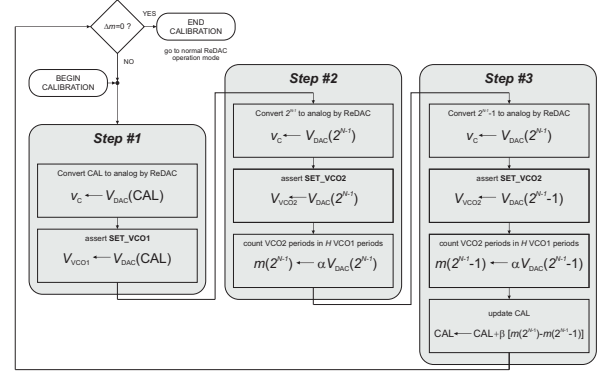 Δm=0 ?
YES
END
CALIBRATION
go to normal ReDAC
operation mode
NO
BEGIN
CALIBRATION
Step #1
Convert CAL to analog by ReDAC
v_C ← V_DAC(CAL)
assert SET_VCO1
V_VCO1 ← V_DAC(CAL)
Step #2
Convert 2^{N-1} to analog by ReDAC
v_C ← V_DAC(2^{N-1})
assert SET_VCO2
V_VCO2 ← V_DAC(2^{N-1})
count VCO2 periods in H VCO1 periods
m(2^{N-1}) ← αV_DAC(2^{N-1})
Step #3
Convert 2^{N-1}-1 to analog by ReDAC
v_C ← V_DAC(2^{N-1})
assert SET_VCO2
V_VCO2 ← V_DAC(2^{N-1}-1)
count VCO2 periods in H VCO1 periods
m(2^{N-1}-1) ← αV_DAC(2^{N-1}-1)
update CAL
CAL ← CAL+β [m(2^{N-1})-m(2^{N-1}-1)]